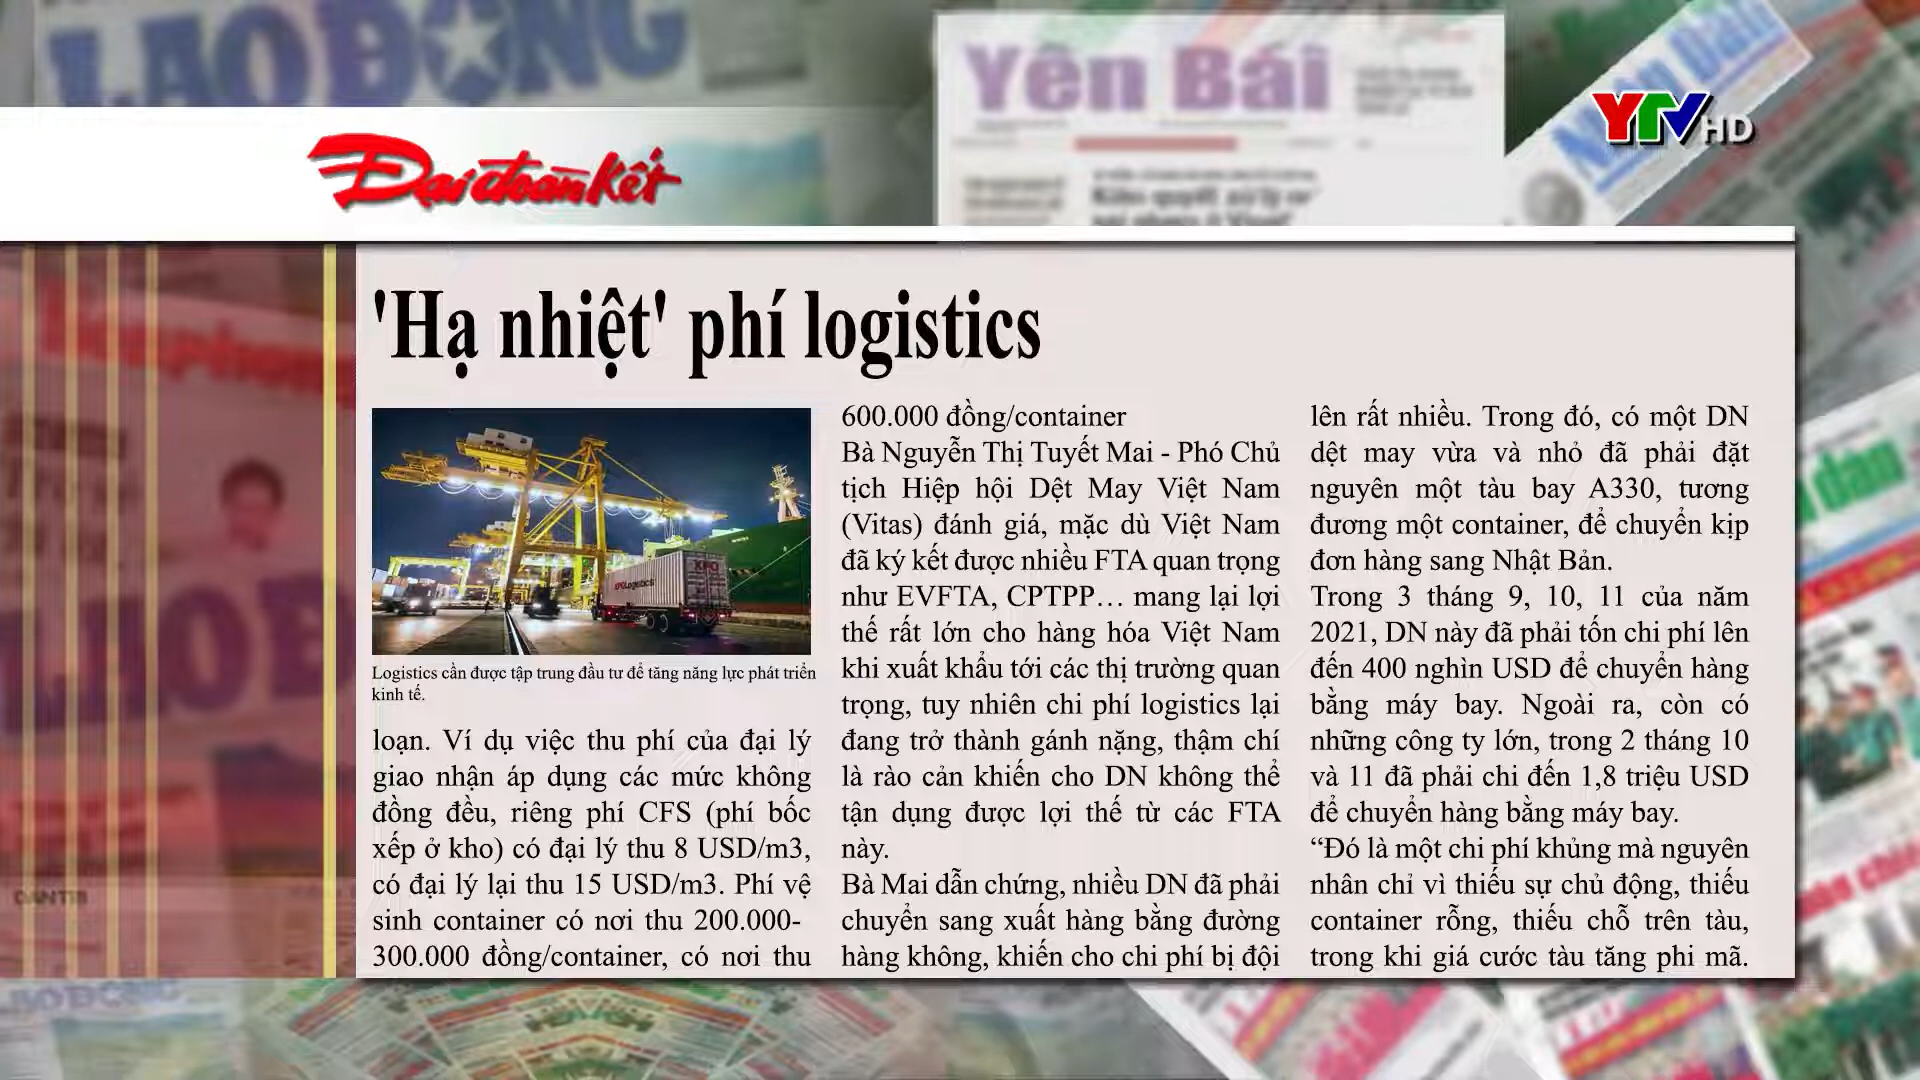 LAO ĐỘNG
Yên Bái
Nhân Dân
YTV HD
Đại đoàn kết
'Hạ nhiệt' phí logistics
Logistics cần được tập trung đầu tư để tăng năng lực phát triển
kinh tế.
loạn. Ví dụ việc thu phí của đại lý
giao nhận áp dụng các mức không
đồng đều, riêng phí CFS (phí bốc
xếp ở kho) có đại lý thu 8 USD/m3,
có đại lý lại thu 15 USD/m3. Phí vệ
sinh container có nơi thu 200.000-
300.000 đồng/container, có nơi thu
600.000 đồng/container
Bà Nguyễn Thị Tuyết Mai - Phó Chủ
tịch Hiệp hội Dệt May Việt Nam
(Vitas) đánh giá, mặc dù Việt Nam
đã ký kết được nhiều FTA quan trọng
như EVFTA, CPTPP… mang lại lợi
thế rất lớn cho hàng hóa Việt Nam
khi xuất khẩu tới các thị trường quan
trọng, tuy nhiên chi phí logistics lại
đang trở thành gánh nặng, thậm chí
là rào cản khiến cho DN không thể
tận dụng được lợi thế từ các FTA
này.
Bà Mai dẫn chứng, nhiều DN đã phải
chuyển sang xuất hàng bằng đường
hàng không, khiến cho chi phí bị đội
lên rất nhiều. Trong đó, có một DN
dệt may vừa và nhỏ đã phải đặt
nguyên một tàu bay A330, tương
đương một container, để chuyển kịp
đơn hàng sang Nhật Bản.
Trong 3 tháng 9, 10, 11 của năm
2021, DN này đã phải tốn chi phí lên
đến 400 nghìn USD để chuyển hàng
bằng máy bay. Ngoài ra, còn có
những công ty lớn, trong 2 tháng 10
và 11 đã phải chi đến 1,8 triệu USD
để chuyển hàng bằng máy bay.
“Đó là một chi phí khủng mà nguyên
nhân chỉ vì thiếu sự chủ động, thiếu
container rỗng, thiếu chỗ trên tàu,
trong khi giá cước tàu tăng phi mã.